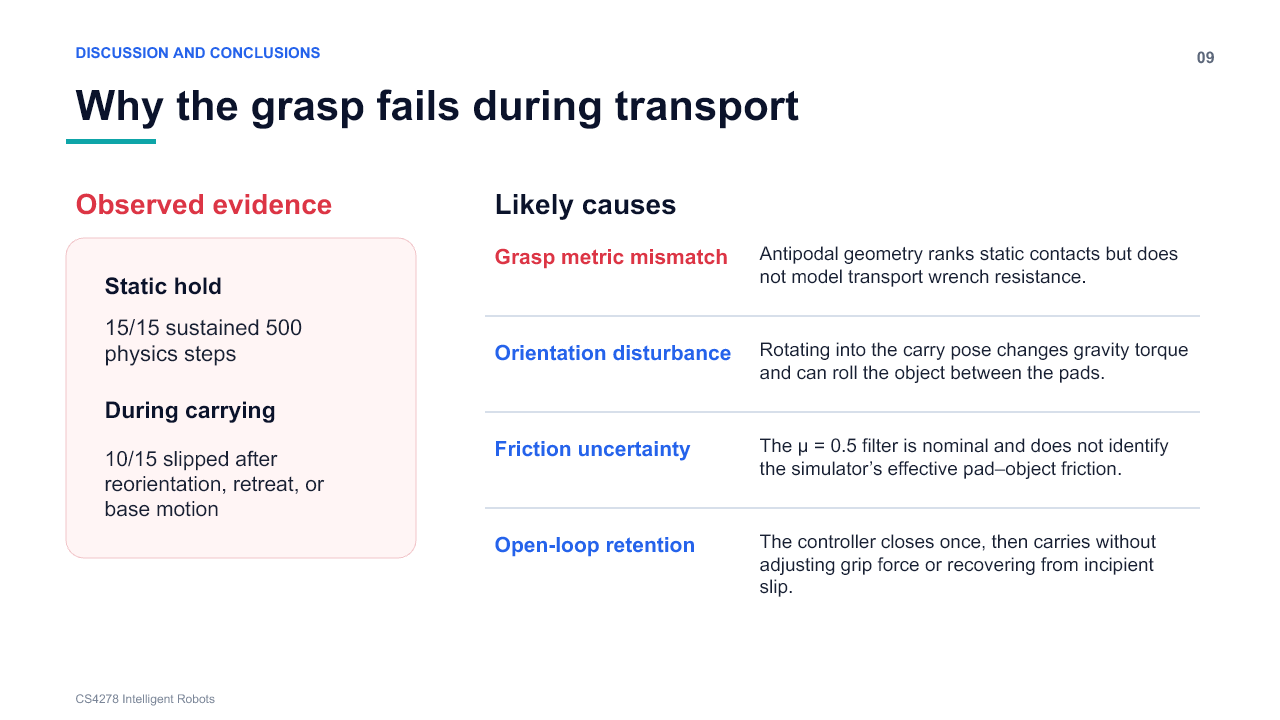 DISCUSSION AND CONCLUSIONS
09
Why the grasp fails during transport
Observed evidence
Static hold
15/15 sustained 500
physics steps
During carrying
10/15 slipped after
reorientation, retreat, or
base motion
Likely causes
Grasp metric mismatch
Antipodal geometry ranks static contacts but does
not model transport wrench resistance.
Orientation disturbance
Rotating into the carry pose changes gravity torque
and can roll the object between the pads.
Friction uncertainty
The μ = 0.5 filter is nominal and does not identify
the simulator’s effective pad–object friction.
Open-loop retention
The controller closes once, then carries without
adjusting grip force or recovering from incipient
slip.
CS4278 Intelligent Robots